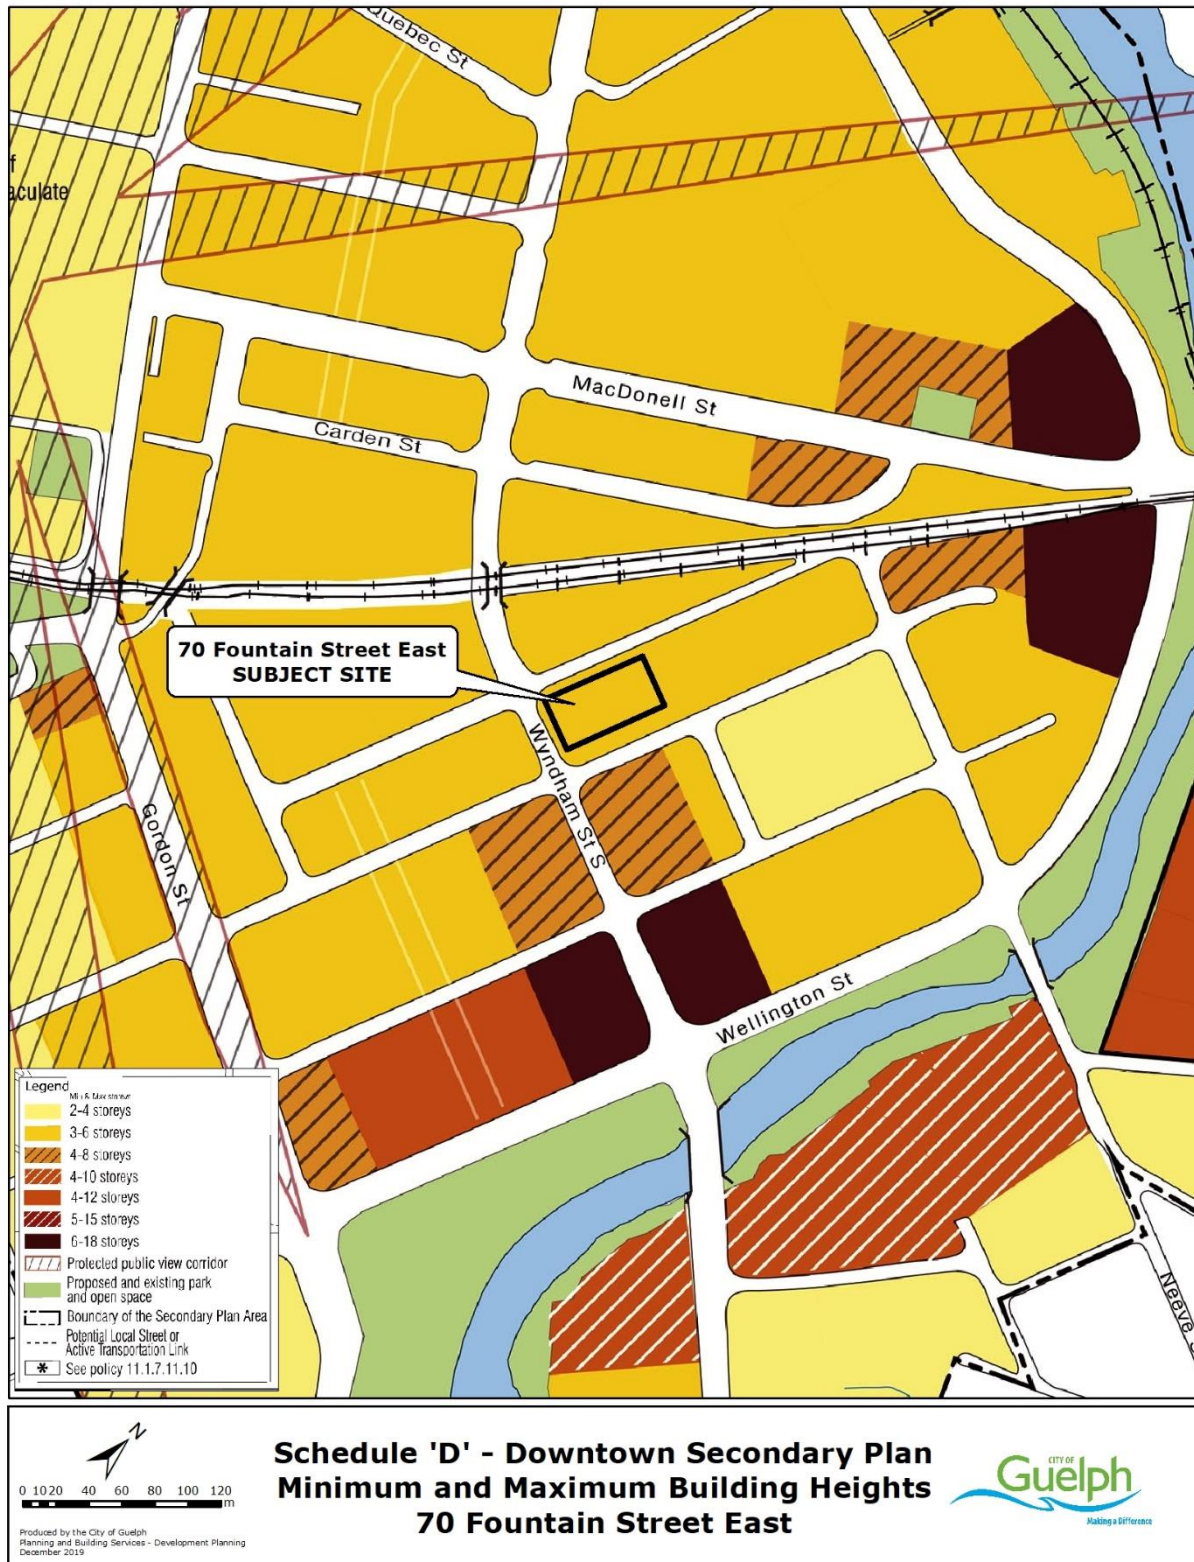 Quebec St
f
aculate
MacDonell St
Carden St
70 Fountain Street East
SUBJECT SITE
Wyndham St S
Gordon St
Wellington St
Neeve
Legend
Min & Max storeys
2-4 storeys
3-6 storeys
4-8 storeys
4-10 storeys
4-12 storeys
5-15 storeys
6-18 storeys
Protected public view corridor
Proposed and existing park
and open space
Boundary of the Secondary Plan Area
Potential Local Street or
Active Transportation Link
* See policy 11.1.7.11.10
N
0 10 20 40 60 80 100 120
m
Produced by the City of Guelph
Planning and Building Services - Development Planning
December 2019
Schedule 'D' - Downtown Secondary Plan
Minimum and Maximum Building Heights
70 Fountain Street East
CITY OF
Guelph
Making a Difference